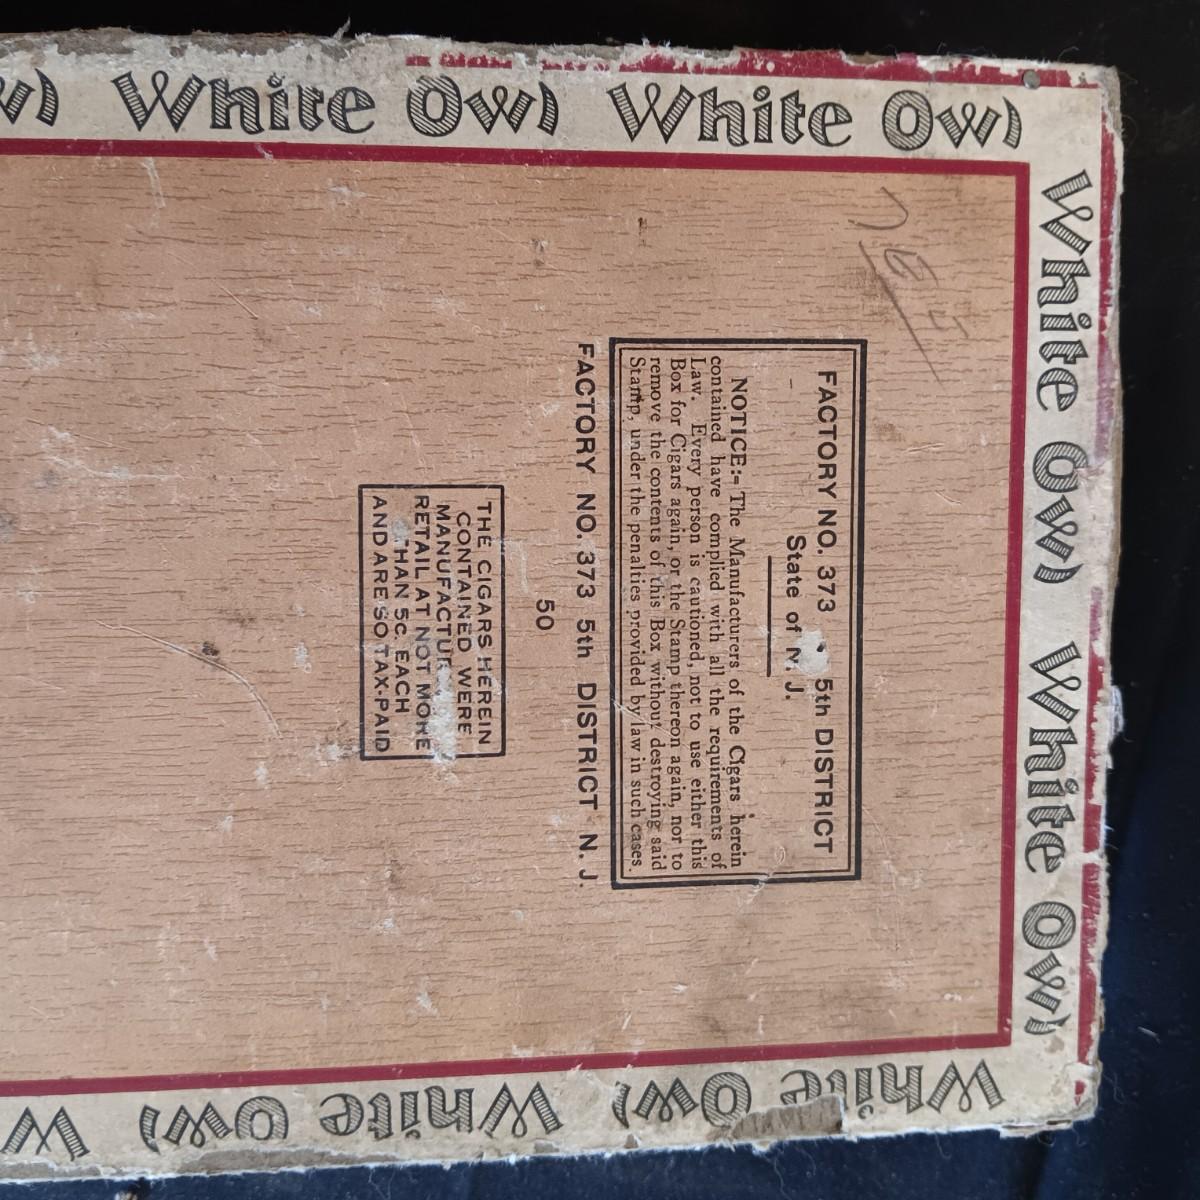 White Owl White Owl
White Owl White Owl
White Owl White Owl W
FACTORY NO. 373 5th DISTRICT
State of N. J.
NOTICE:- The Manufacturers of the Cigars herein
contained have complied with all the requirements of
Law. Every person is cautioned, not to use either this
Box for Cigars again, or the Stamp thereon again, nor to
remove the contents of this Box without destroying said
Stamp, under the penalties provided by law in such cases.
FACTORY NO. 373 5th DISTRICT N. J.
50
THE CIGARS HEREIN
CONTAINED WERE
MANUFACTUR
RETAIL AT NOT MORE
THAN 5c. EACH
AND ARE SO TAX-PAID